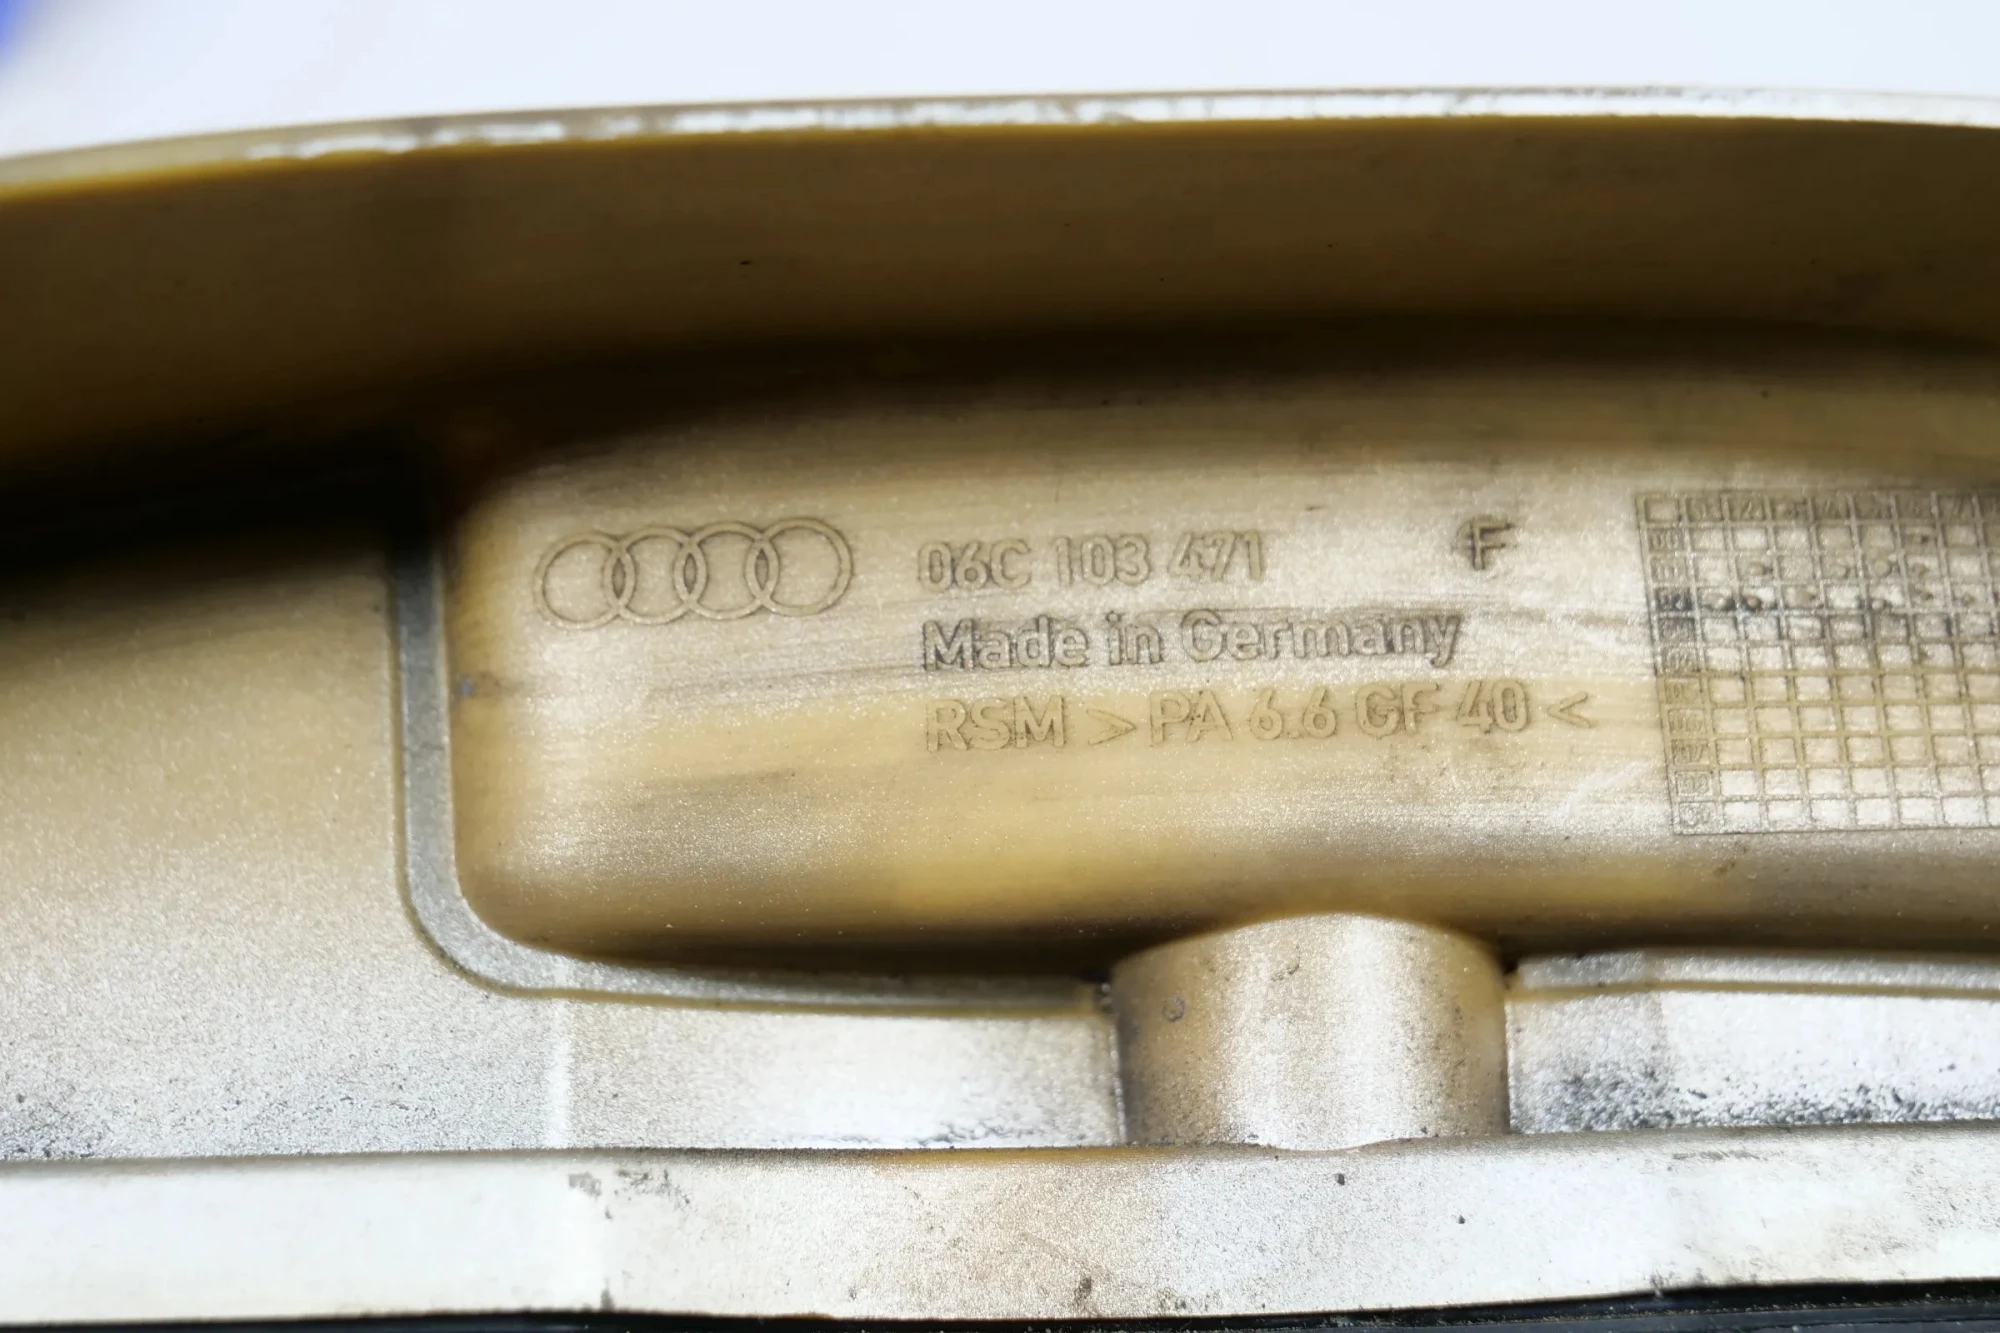 06C 103 471 F
Made in Germany
RSM >PA 6.6 GF 40<